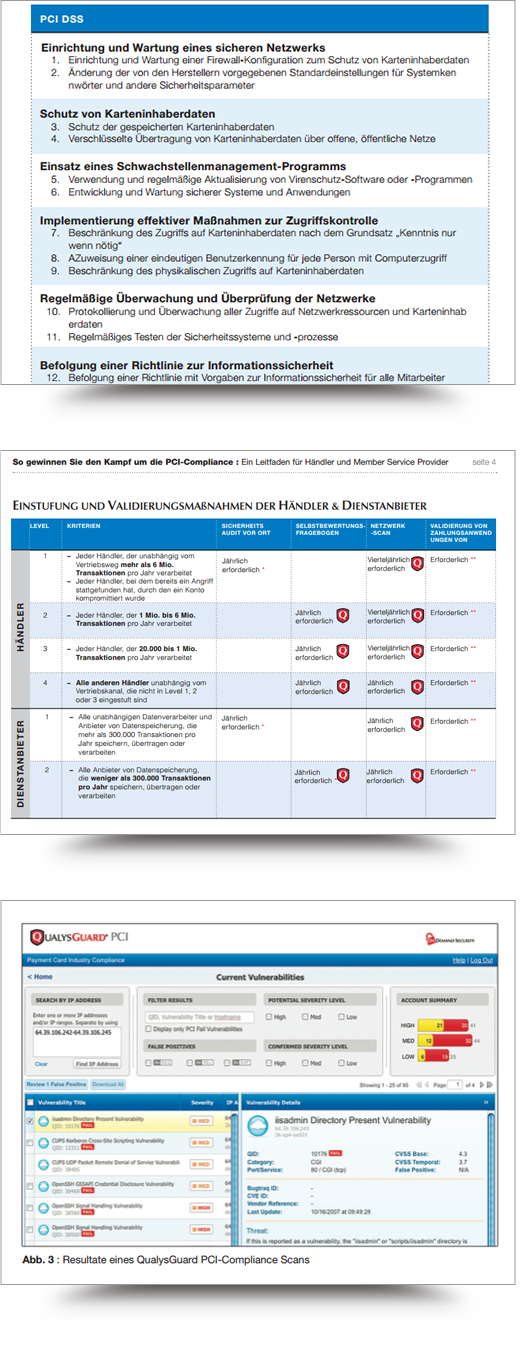 PCI DSS
Einrichtung und Wartung eines sicheren Netzwerks
1. Einrichtung und Wartung einer Firewall-Konfiguration zum Schutz von Karteninhaberdaten
2. Änderung der von den Herstellern vorgegebenen Standardeinstellungen für Systemken
nwörter und andere Sicherheitsparameter
Schutz von Karteninhaberdaten
3. Schutz der gespeicherten Karteninhaberdaten
4. Verschlüsselte Übertragung von Karteninhaberdaten über offene, öffentliche Netze
Einsatz eines Schwachstellenmanagement-Programms
5. Verwendung und regelmäßige Aktualisierung von Virenschutz-Software oder -Programmen
6. Entwicklung und Wartung sicherer Systeme und Anwendungen
Implementierung effektiver Maßnahmen zur Zugriffskontrolle
7. Beschränkung des Zugriffs auf Karteninhaberdaten nach dem Grundsatz „Kenntnis nur
wenn nötig“
8. AZuweisung einer eindeutigen Benutzerkennung für jede Person mit Computerzugriff
9. Beschränkung des physikalischen Zugriffs auf Karteninhaberdaten
Regelmäßige Überwachung und Überprüfung der Netzwerke
10. Protokollierung und Überwachung aller Zugriffe auf Netzwerkressourcen und Karteninhab
erdaten
11. Regelmäßiges Testen der Sicherheitssysteme und -prozesse
Befolgung einer Richtlinie zur Informationssicherheit
12. Befolgung einer Richtlinie mit Vorgaben zur Informationssicherheit für alle Mitarbeiter
So gewinnen Sie den Kampf um die PCI-Compliance : Ein Leitfaden für Händler und Member Service Provider seite 4
Einstufung und Validierungsmaßnahmen der Händler & Dienstanbieter
LEVEL KRITERIEN SICHERHEITS SELBSTBEWERTUNGS- NETZWERK VALIDIERUNG VON
AUDIT VOR ORT FRAGEBOGEN -SCAN ZAHLUNGSANWEND
UNGEN VON
HÄNDLER
1 – Jeder Händler, der unabhängig vom
Vertriebsweg mehr als 6 Mio.
Transaktionen pro Jahr verarbeitet
– Jeder Händler, bei dem bereits ein Angriff
stattgefunden hat, durch den ein Konto
kompromittiert wurde
Jährlich
erforderlich *
Vierteljährlich
erforderlich
Erforderlich **
2 – Jeder Händler, der 1 Mio. bis 6 Mio.
Transaktionen pro Jahr verarbeitet
Jährlich
erforderlich
Vierteljährlich
erforderlich
Erforderlich **
3 – Jeder Händler, der 20.000 bis 1 Mio.
Transaktionen pro Jahr verarbeitet
Jährlich
erforderlich
Vierteljährlich
erforderlich
Erforderlich **
4 – Alle anderen Händler unabhängig vom
Vertriebskanal, die nicht in Level 1, 2
oder 3 eingestuft sind
Jährlich
erforderlich
Jährlich
erforderlich
Erforderlich **
DIENSTANBIETER
1 – Alle unabhängigen Datenverarbeiter und
Anbieter von Datenspeicherung, die
mehr als 300.000 Transaktionen pro
Jahr speichern, übertragen oder
verarbeiten
Jährlich
erforderlich *
Jährlich
erforderlich
Erforderlich **
2 – Alle Anbieter von Datenspeicherung,
die weniger als 300.000 Transaktionen
pro Jahr speichern, übertragen oder
verarbeiten
Jährlich
erforderlich
Jährlich
erforderlich
Erforderlich **
QUALYSGUARD PCI
ON DEMAND SECURITY
Payment Card Industry Compliance Help | Log Out
< Home Current Vulnerabilities
SEARCH BY IP ADDRESS
Enter one or more IP addresses
and/or IP ranges. Separate by using
64.39.106.242-64.39.106.245
Clear Find IP Address
FILTER RESULTS
QID, Vulnerability Title or Hostname
Display only PCI Fail Vulnerabilities
FALSE POSITIVES
POTENTIAL SEVERITY LEVEL
High Med Low
CONFIRMED SEVERITY LEVEL
High Med Low
ACCOUNT SUMMARY
HIGH 21 20 41
MED 12 32 44
LOW 6 19 25
Review 1 False Positive Download All Showing 1 - 25 of 85 Page 1 of 4
Vulnerability Title Severity IP A
iisadmin Directory Present Vulnerability
QID: 10176 FAIL MED
CUPS Kerberos Cross-Site Scripting Vulnerability
QID: 12211 FAIL MED
CUPS UDP Packet Remote Denial of Service Vulnerabili
QID: 38405 MED
OpenSSH GSSAPI Credential Disclosure Vulnerability
FAIL MED
OpenSSH Signal Handling Vulnerability
QID: 38560 FAIL HIGH
OpenSSH Signal Handling Vulnerability
QID: 38560 FAIL HIGH
Vulnerability Details
iisadmin Directory Present Vulnerability
QID: 10176 FAIL CVSS Base: 4.3
Category: CGI CVSS Temporal: 3.7
Port/Service: 80 / CGI (tcp) False Positive: N/A
Bugtraq ID: -
CVE ID: -
Vendor Reference: -
Last Update: 10/16/2007 at 09:49:28
Threat:
If this is reported as a vulnerability, the "iisadmin" or "scripts/iisadmin" directory is
Abb. 3 : Resultate eines QualysGuard PCI-Compliance Scans